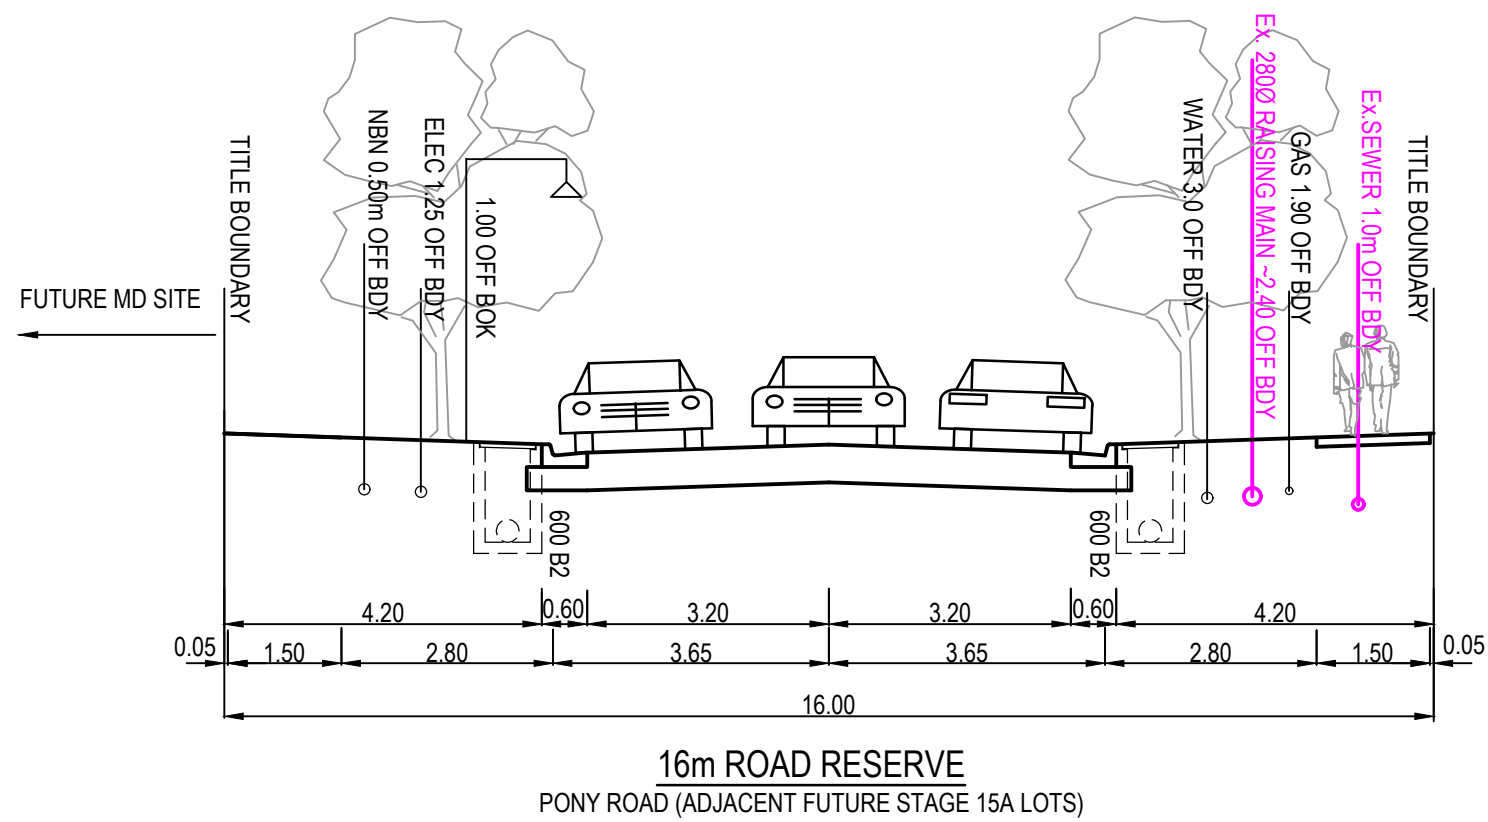 FUTURE MD SITE
TITLE BOUNDARY
NBN 0.50m OFF BDY
ELEC 1.25 OFF BDY
1.00 OFF BOK
WATER 3.0 OFF BDY
Ex. 280Ø RAISING MAIN ~2.40 OFF BDY
GAS 1.90 OFF BDY
Ex.SEWER 1.0m OFF BDY
TITLE BOUNDARY
600 B2
600 B2
4.20 0.60 3.20 3.20 0.60 4.20
0.05 1.50 2.80 3.65 3.65 2.80 1.50 0.05
16.00
16m ROAD RESERVE
PONY ROAD (ADJACENT FUTURE STAGE 15A LOTS)